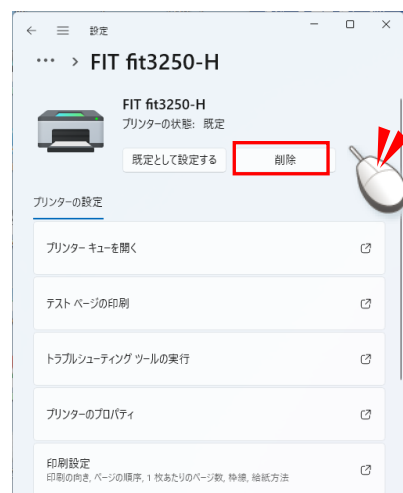 設定
… > FIT fit3250-H
FIT fit3250-H
プリンターの状態: 既定
既定として設定する
削除
プリンターの設定
プリンター キューを開く
テスト ページの印刷
トラブルシューティング ツールの実行
プリンターのプロパティ
印刷設定
印刷の向き, ページの順序, 1 枚あたりのページ数, 枠線, 給紙方法